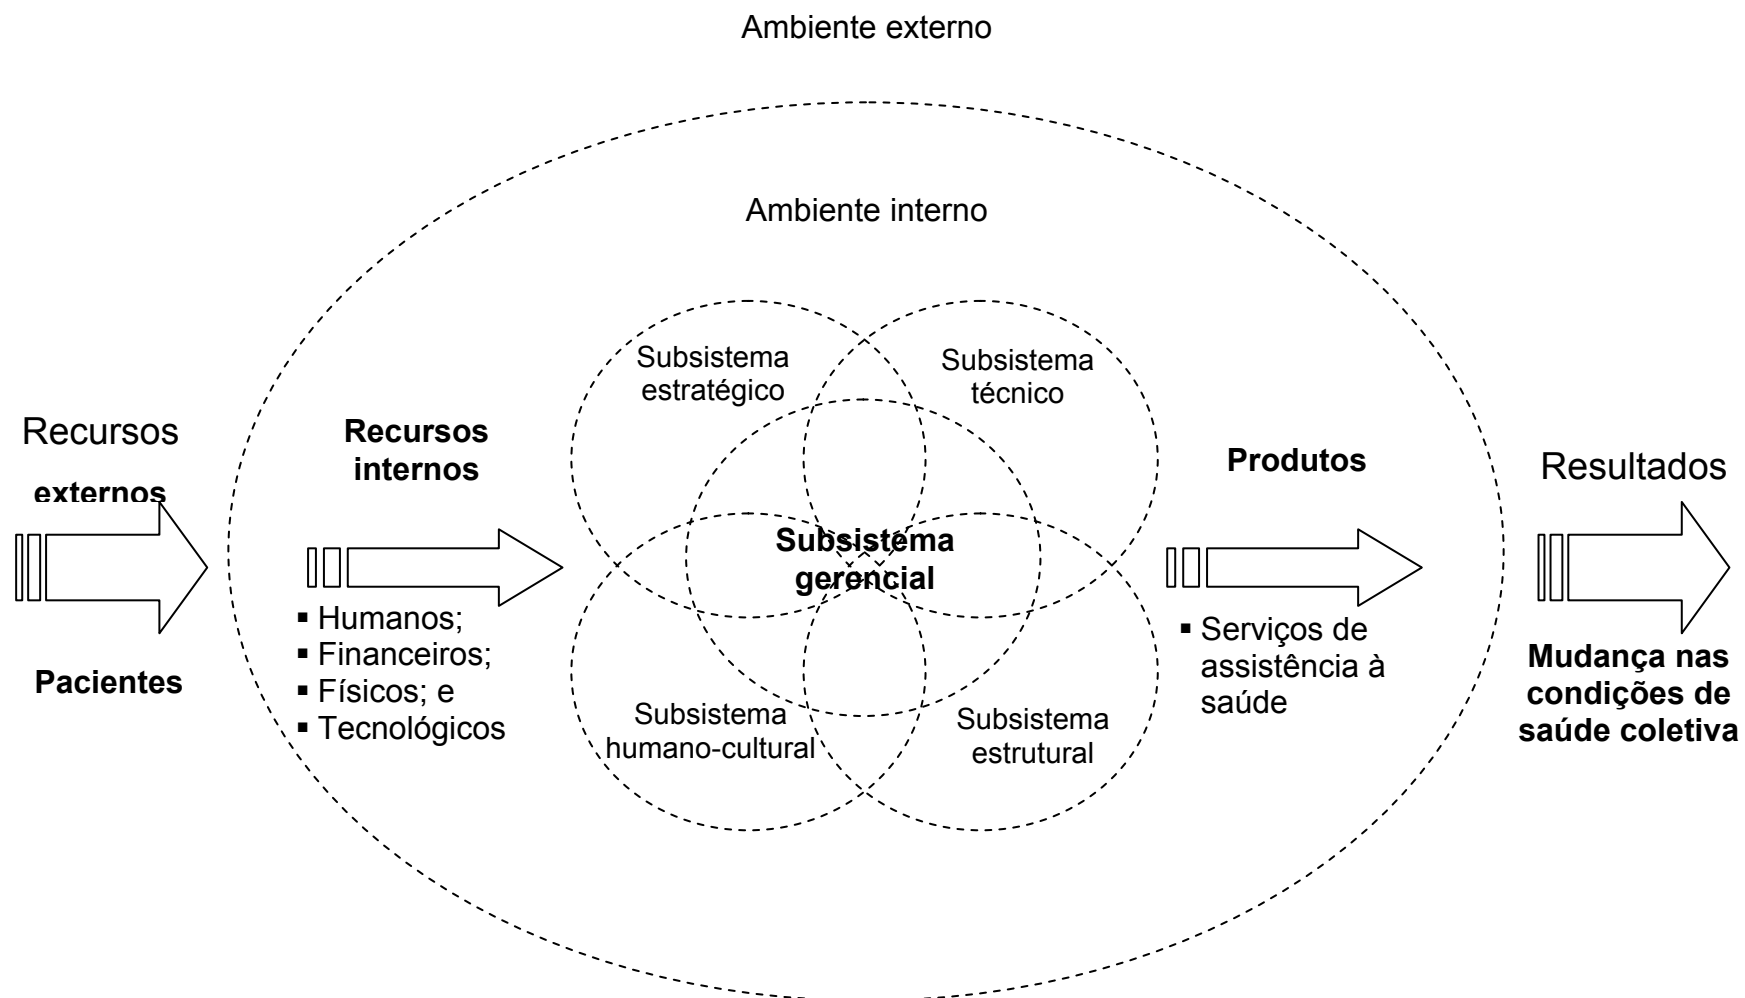 Ambiente externo
Ambiente interno
Subsistema
estratégico
Subsistema
técnico
Recursos
externos
Pacientes
Recursos
internos
▪ Humanos;
▪ Financeiros;
▪ Físicos; e
▪ Tecnológicos
Subsistema
gerencial
Subsistema
humano-cultural
Subsistema
estrutural
Produtos
▪ Serviços de
assistência à
saúde
Resultados
Mudança nas
condições de
saúde coletiva